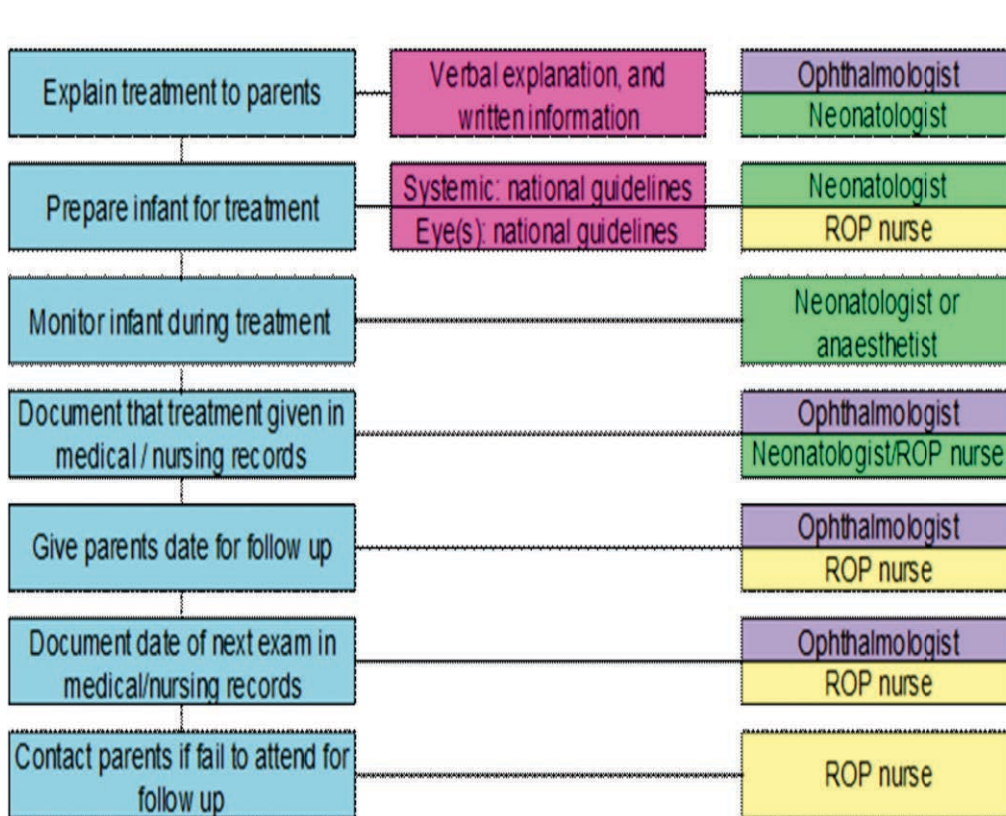 Explain treatment to parents
Verbal explanation, and
written information
Ophthalmologist
Neonatologist
Prepare infant for treatment
Systemic: national guidelines
Eye(s): national guidelines
Neonatologist
ROP nurse
Monitor infant during treatment
Neonatologist or
anaesthetist
Document that treatment given in
medical / nursing records
Ophthalmologist
Neonatologist/ROP nurse
Give parents date for follow up
Ophthalmologist
ROP nurse
Document date of next exam in
medical/nursing records
Ophthalmologist
ROP nurse
Contact parents if fail to attend for
follow up
ROP nurse